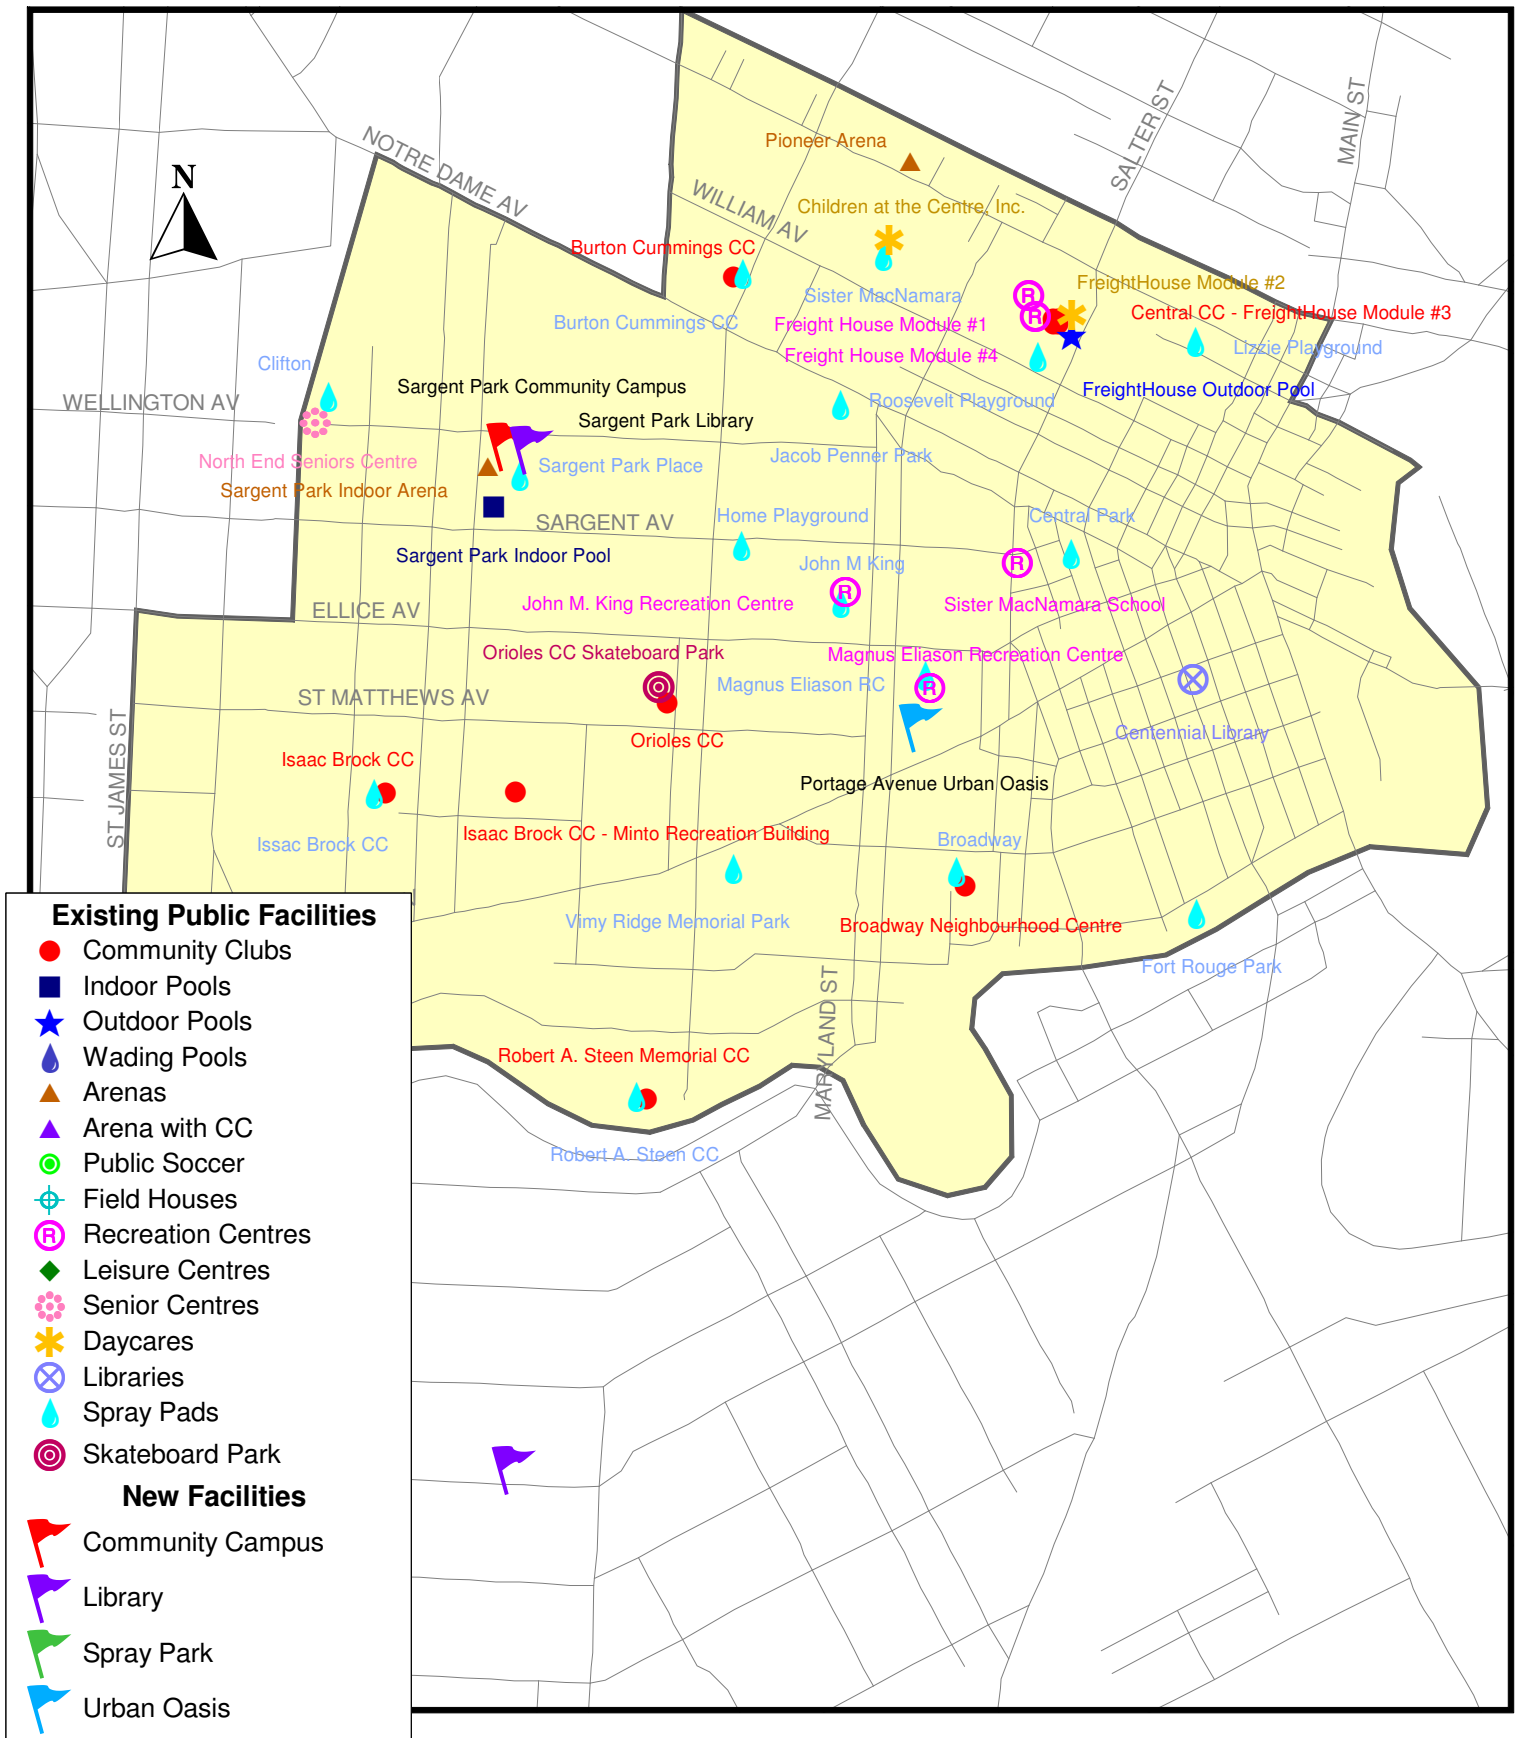 MAIN ST
SALTER ST
NOTRE DAME AV
Pioneer Arena
WILLIAM AV
N
Children at the Centre, Inc.
Burton Cummings CC
FreightHouse Module #2
Sister MacNamara
Central CC - FreightHouse Module #3
Burton Cummings CC
Freight House Module #1
Lizzie Playground
Freight House Module #4
Clifton
Sargent Park Community Campus
FreightHouse Outdoor Pool
WELLINGTON AV
Roosevelt Playground
Sargent Park Library
Jacob Penner Park
North End Seniors Centre
Sargent Park Place
Sargent Park Indoor Arena
SARGENT AV
Home Playground
Central Park
Sargent Park Indoor Pool
John M King
John M. King Recreation Centre
Sister MacNamara School
ELLICE AV
Orioles CC Skateboard Park
Magnus Eliason Recreation Centre
Magnus Eliason RC
ST MATTHEWS AV
Centennial Library
Orioles CC
ST JAMES ST
Isaac Brock CC
Portage Avenue Urban Oasis
Isaac Brock CC - Minto Recreation Building
Issac Brock CC
Broadway
Vimy Ridge Memorial Park
Broadway Neighbourhood Centre
Fort Rouge Park
MARYLAND ST
Robert A. Steen Memorial CC
Robert A. Steen CC
Existing Public Facilities
Community Clubs
Indoor Pools
Outdoor Pools
Wading Pools
Arenas
Arena with CC
Public Soccer
Field Houses
R Recreation Centres
Leisure Centres
Senior Centres
Daycares
Libraries
Spray Pads
Skateboard Park
New Facilities
Community Campus
Library
Spray Park
Urban Oasis
R
R
R
R
R